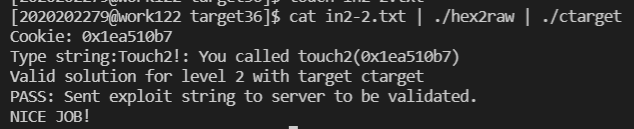 [2020202279@work122 target36]$ touch in2-2.txt
[2020202279@work122 target36]$ cat in2-2.txt | ./hex2raw | ./ctarget
Cookie: 0x1ea510b7
Type string:Touch2!: You called touch2(0x1ea510b7)
Valid solution for level 2 with target ctarget
PASS: Sent exploit string to server to be validated.
NICE JOB!